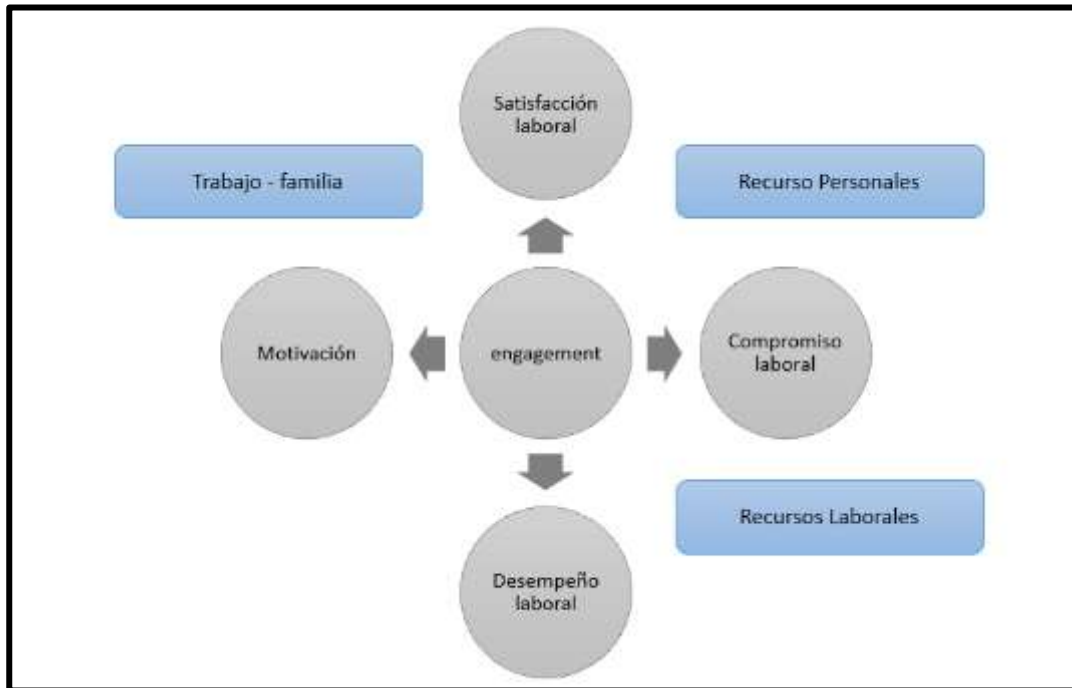 Satisfacción
laboral
Trabajo - familia
Recurso Personales
Motivación
engagement
Compromiso
laboral
Recursos Laborales
Desempeño
laboral